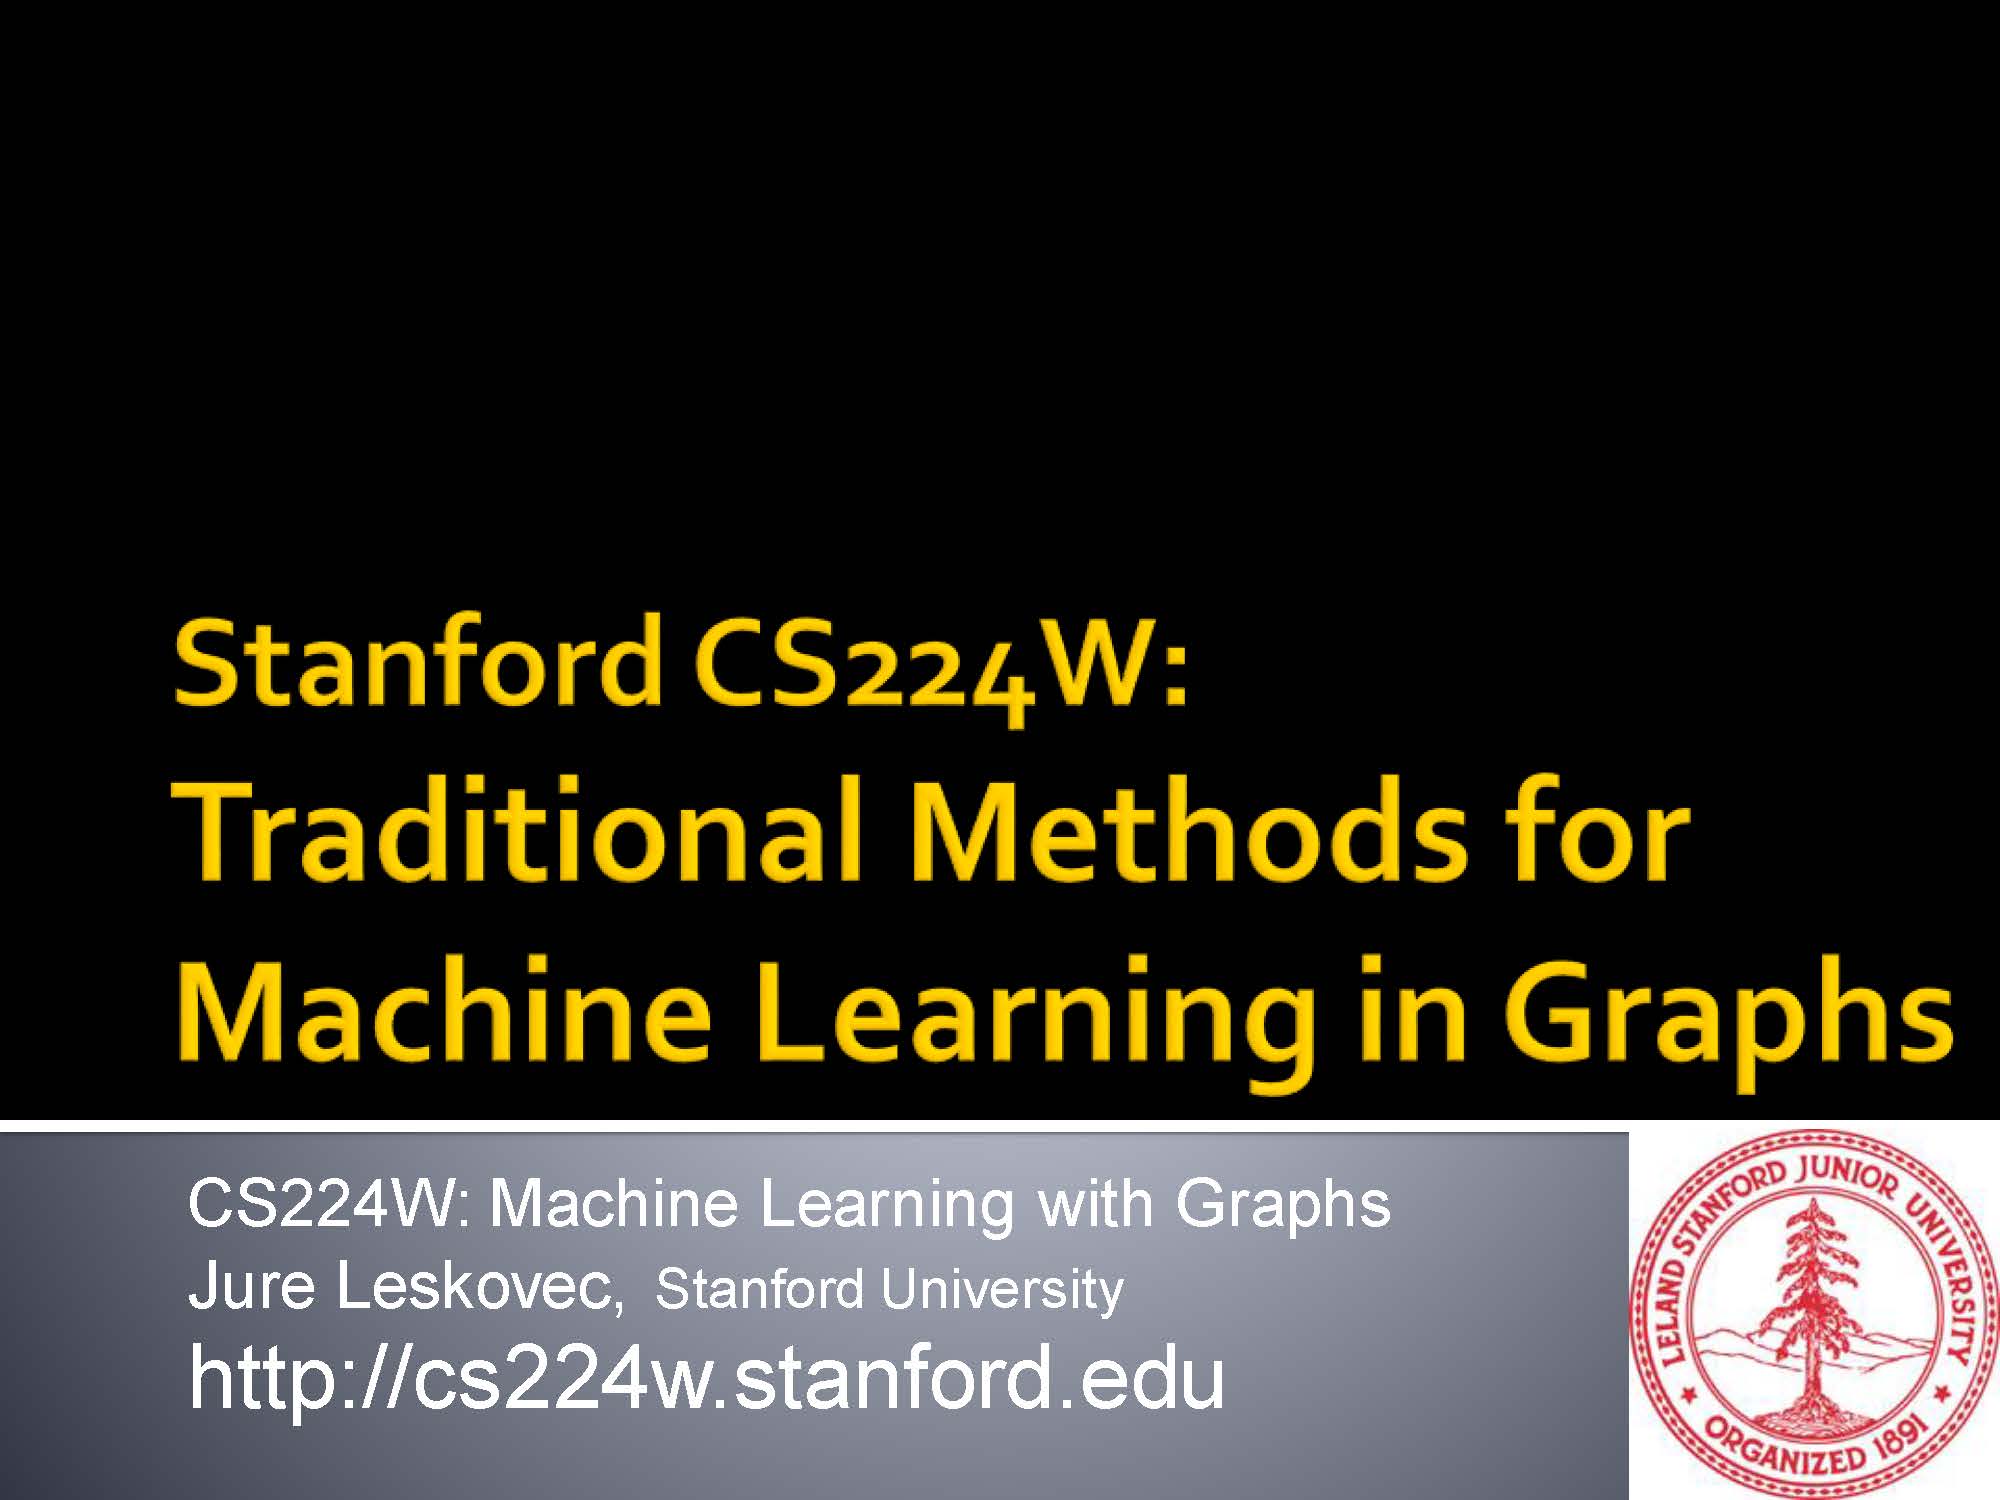 Stanford CS224W:
Traditional Methods for
Machine Learning in Graphs
CS224W: Machine Learning with Graphs
Jure Leskovec, Stanford University
http://cs224w.stanford.edu
LELAND STANFORD JUNIOR UNIVERSITY
ORGANIZED 1891